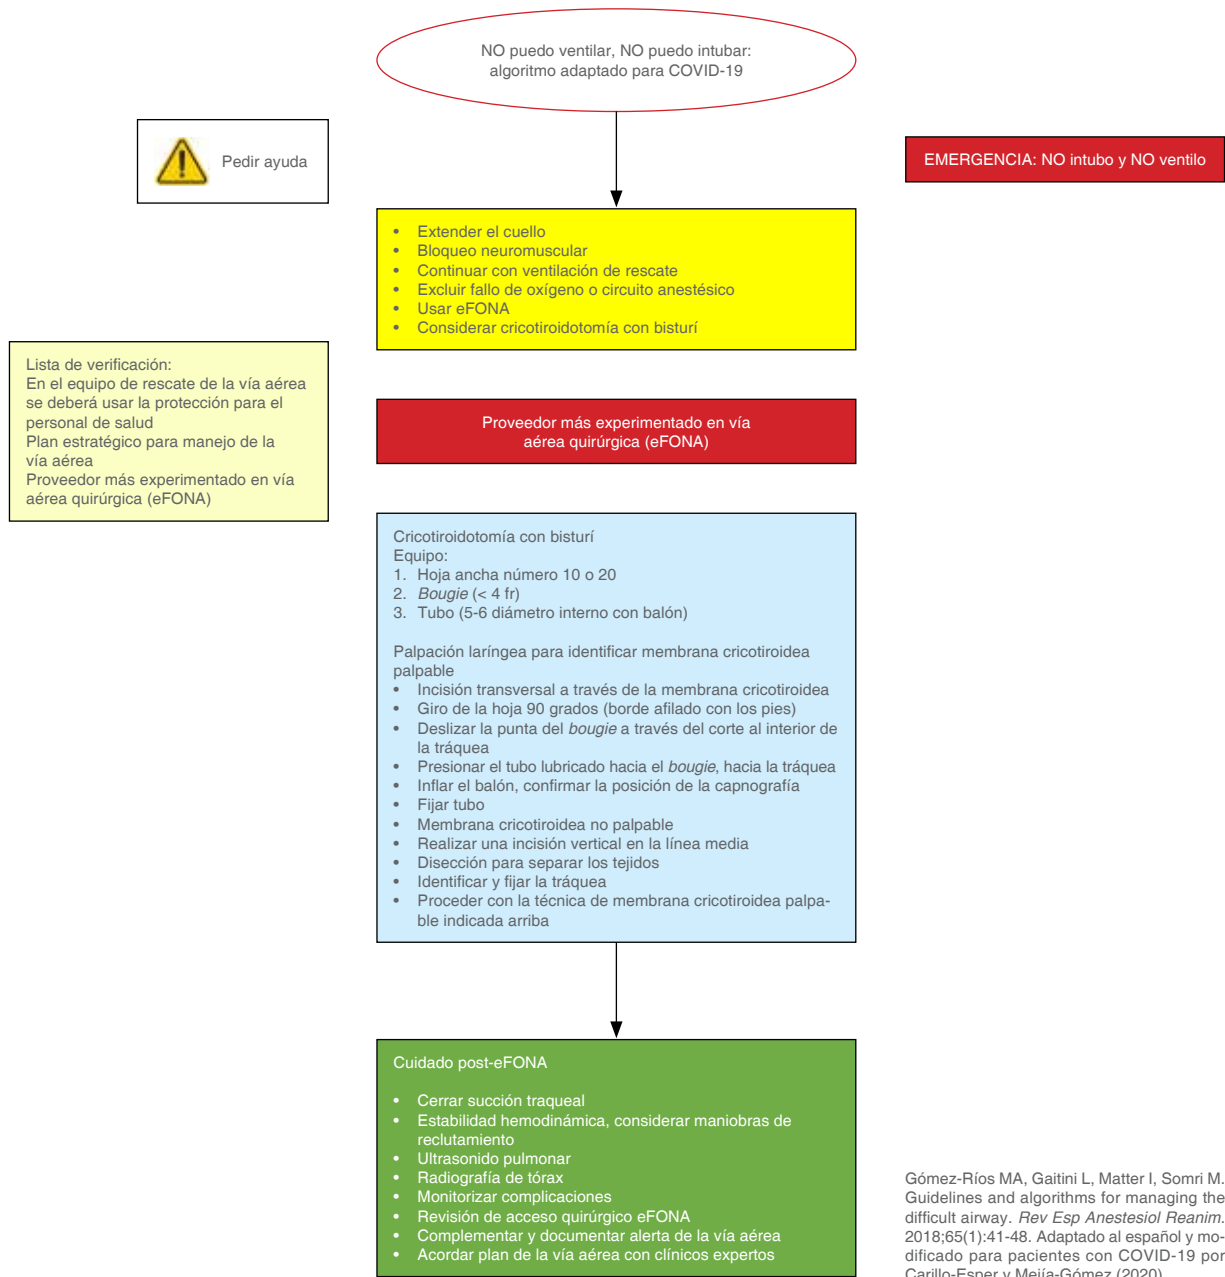 NO puedo ventilar, NO puedo intubar:
algoritmo adaptado para COVID-19
Pedir ayuda
EMERGENCIA: NO intubo y NO ventilo
• Extender el cuello
• Bloqueo neuromuscular
• Continuar con ventilación de rescate
• Excluir fallo de oxígeno o circuito anestésico
• Usar eFONA
• Considerar cricotiroidotomía con bisturí
Lista de verificación:
En el equipo de rescate de la vía aérea
se deberá usar la protección para el
personal de salud
Plan estratégico para manejo de la
vía aérea
Proveedor más experimentado en vía
aérea quirúrgica (eFONA)
Proveedor más experimentado en vía
aérea quirúrgica (eFONA)
Cricotiroidotomía con bisturí
Equipo:
1. Hoja ancha número 10 o 20
2. Bougie (< 4 fr)
3. Tubo (5-6 diámetro interno con balón)
Palpación laríngea para identificar membrana cricotiroidea
palpable
• Incisión transversal a través de la membrana cricotiroidea
• Giro de la hoja 90 grados (borde afilado con los pies)
• Deslizar la punta del bougie a través del corte al interior de
la tráquea
• Presionar el tubo lubricado hacia el bougie, hacia la tráquea
• Inflar el balón, confirmar la posición de la capnografía
• Fijar tubo
• Membrana cricotiroidea no palpable
• Realizar una incisión vertical en la línea media
• Disección para separar los tejidos
• Identificar y fijar la tráquea
• Proceder con la técnica de membrana cricotiroidea palpa-
ble indicada arriba
Cuidado post-eFONA
• Cerrar succión traqueal
• Estabilidad hemodinámica, considerar maniobras de
reclutamiento
• Ultrasonido pulmonar
• Radiografía de tórax
• Monitorizar complicaciones
• Revisión de acceso quirúrgico eFONA
• Complementar y documentar alerta de la vía aérea
• Acordar plan de la vía aérea con clínicos expertos
Gómez-Ríos MA, Gaitini L, Matter I, Somri M.
Guidelines and algorithms for managing the
difficult airway. Rev Esp Anestesiol Reanim.
2018;65(1):41-48. Adaptado al español y mo-
dificado para pacientes con COVID-19 por
Carillo-Esper y Mejía-Gómez (2020).